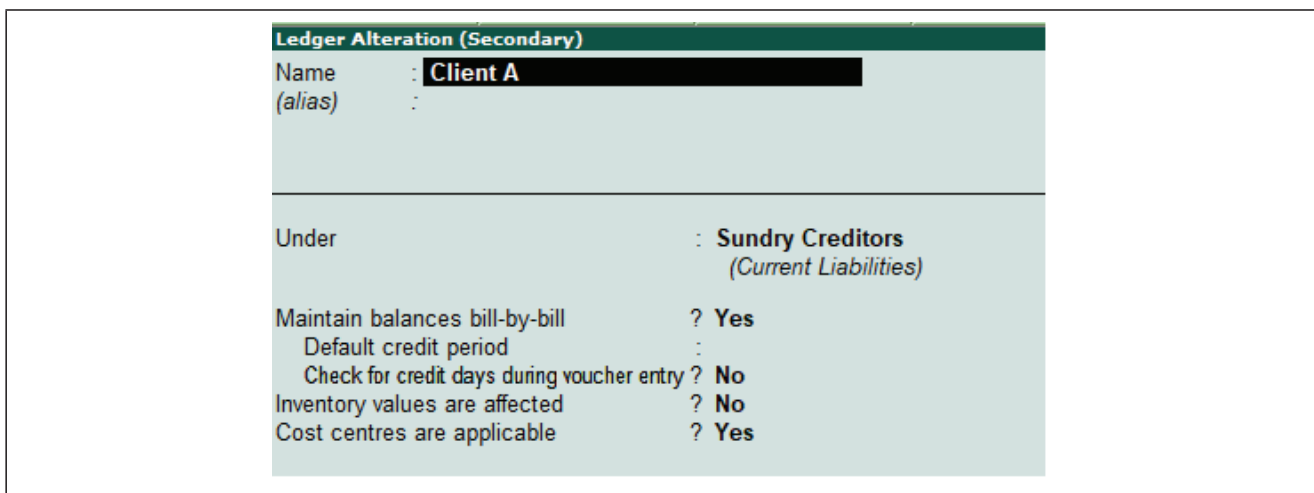 Ledger Alteration (Secondary)
Name : Client A
(alias) :
Under : Sundry Creditors
(Current Liabilities)
Maintain balances bill-by-bill ? Yes
Default credit period :
Check for credit days during voucher entry ? No
Inventory values are affected ? No
Cost centres are applicable ? Yes